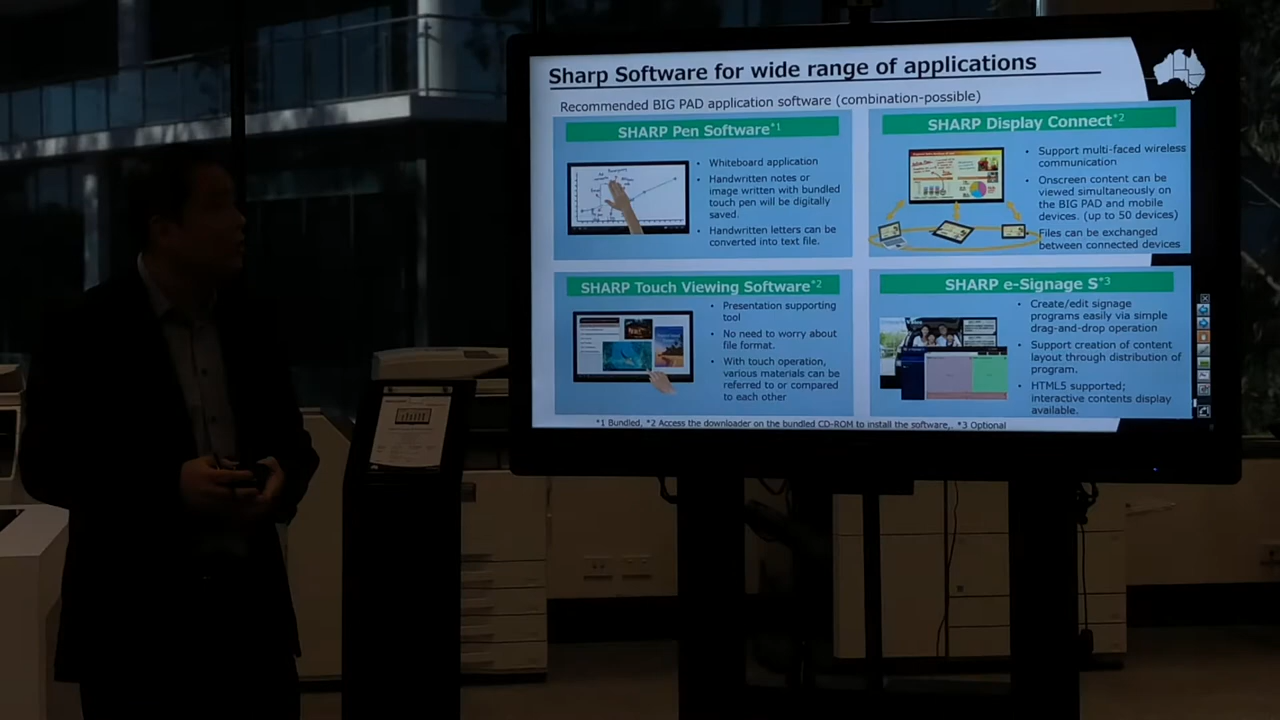 Sharp Software for wide range of applications
Recommended BIG PAD application software (combination-possible)
SHARP Pen Software*1
• Whiteboard application
• Handwritten notes or
image written with bundled
touch pen will be digitally
saved.
• Handwritten letters can be
converted into text file.
SHARP Display Connect*2
• Support multi-faced wireless
communication
• Onscreen content can be
viewed simultaneously on
the BIG PAD and mobile
devices. (up to 50 devices)
• Files can be exchanged
between connected devices
SHARP Touch Viewing Software*2
• Presentation supporting
tool
• No need to worry about
file format.
• With touch operation,
various materials can be
referred to or compared
to each other
SHARP e-Signage S*3
• Create/edit signage
programs easily via simple
drag-and-drop operation
• Support creation of content
layout through distribution of
program.
• HTML5 supported;
interactive contents display
available.
*1 Bundled, *2 Access the downloader on the bundled CD-ROM to install the software,. *3 Optional